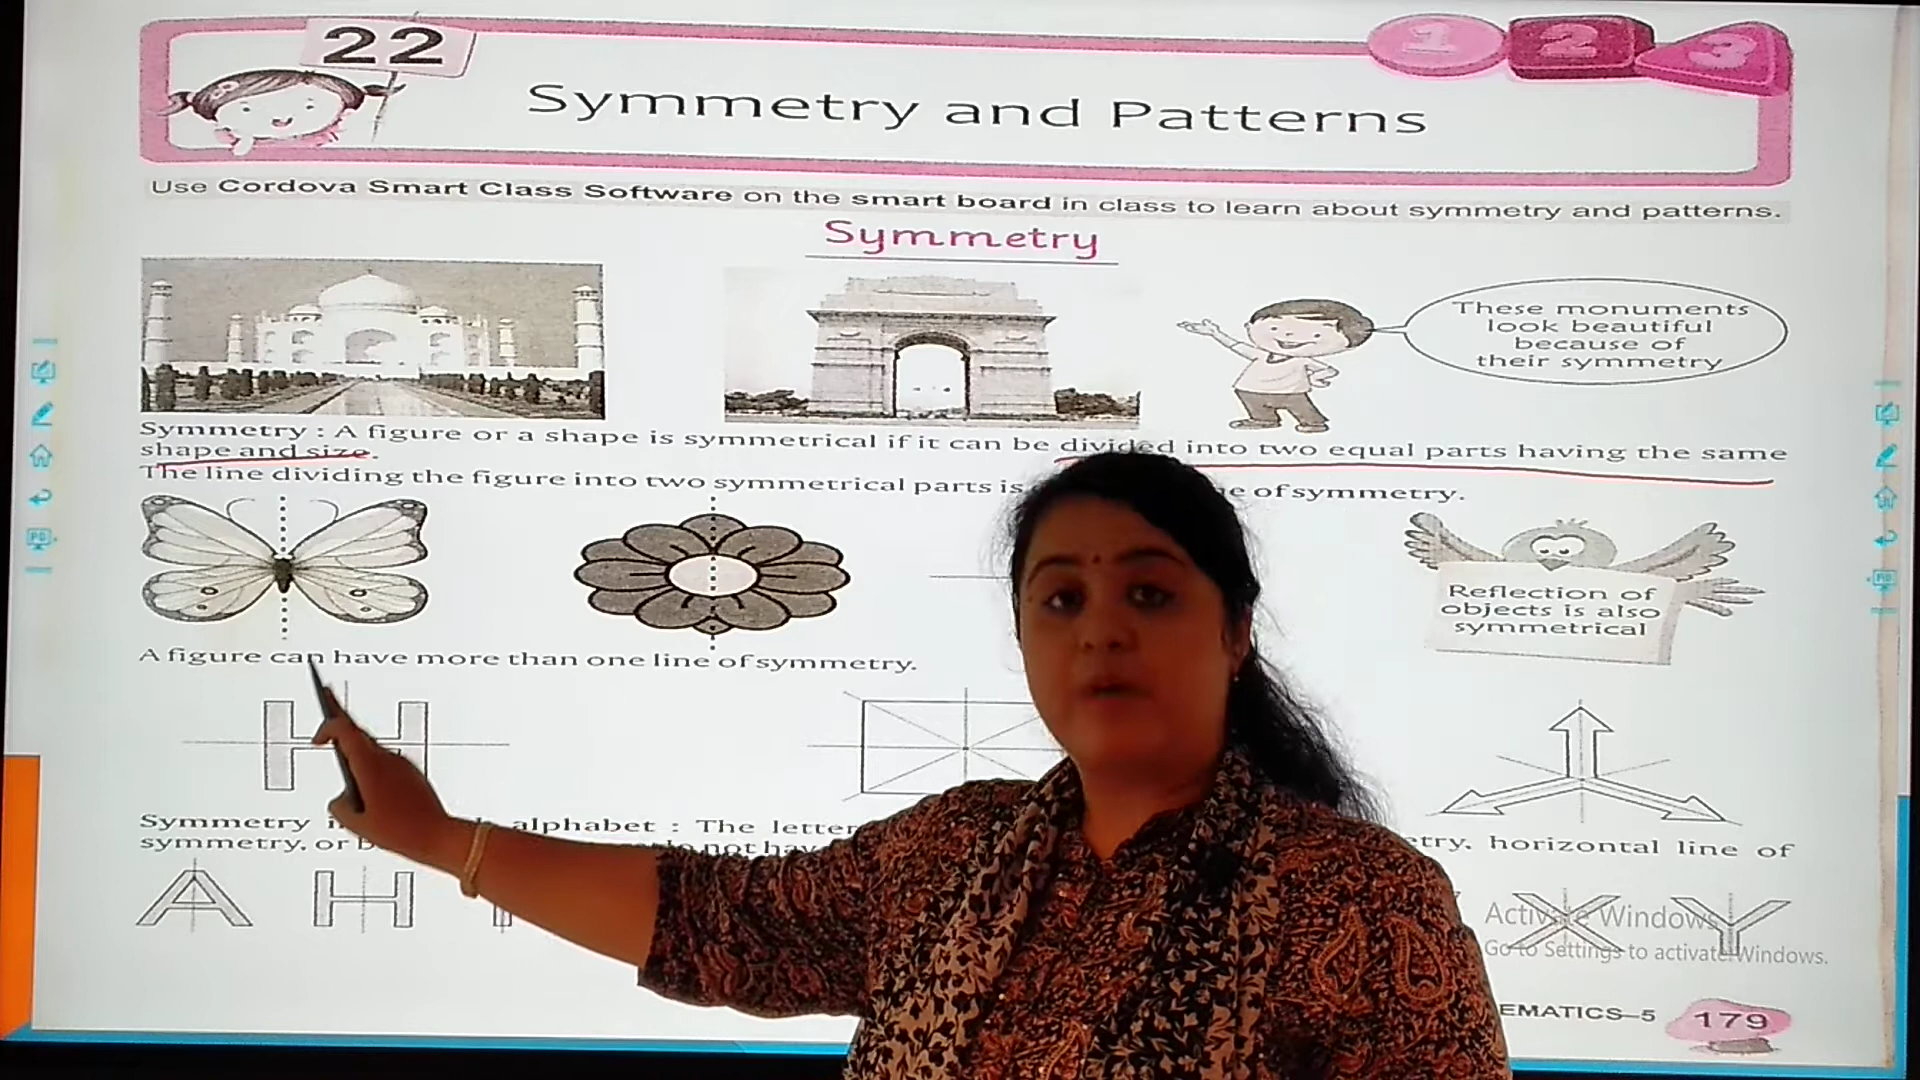 22
1 2 3
Symmetry and Patterns
Use Cordova Smart Class Software on the smart board in class to learn about symmetry and patterns.
Symmetry
These monuments
look beautiful
because of
their symmetry
Symmetry : A figure or a shape is symmetrical if it can be divided into two equal parts having the same
shape and size.
The line dividing the figure into two symmetrical parts is of symmetry.
Reflection of
objects is also
symmetrical
A figure can have more than one line of symmetry.
H
Symmetry alphabet : The letter horizontal line of
symmetry, or not
A H X Y
Activate Windows
Go to Settings to activate Windows.
179